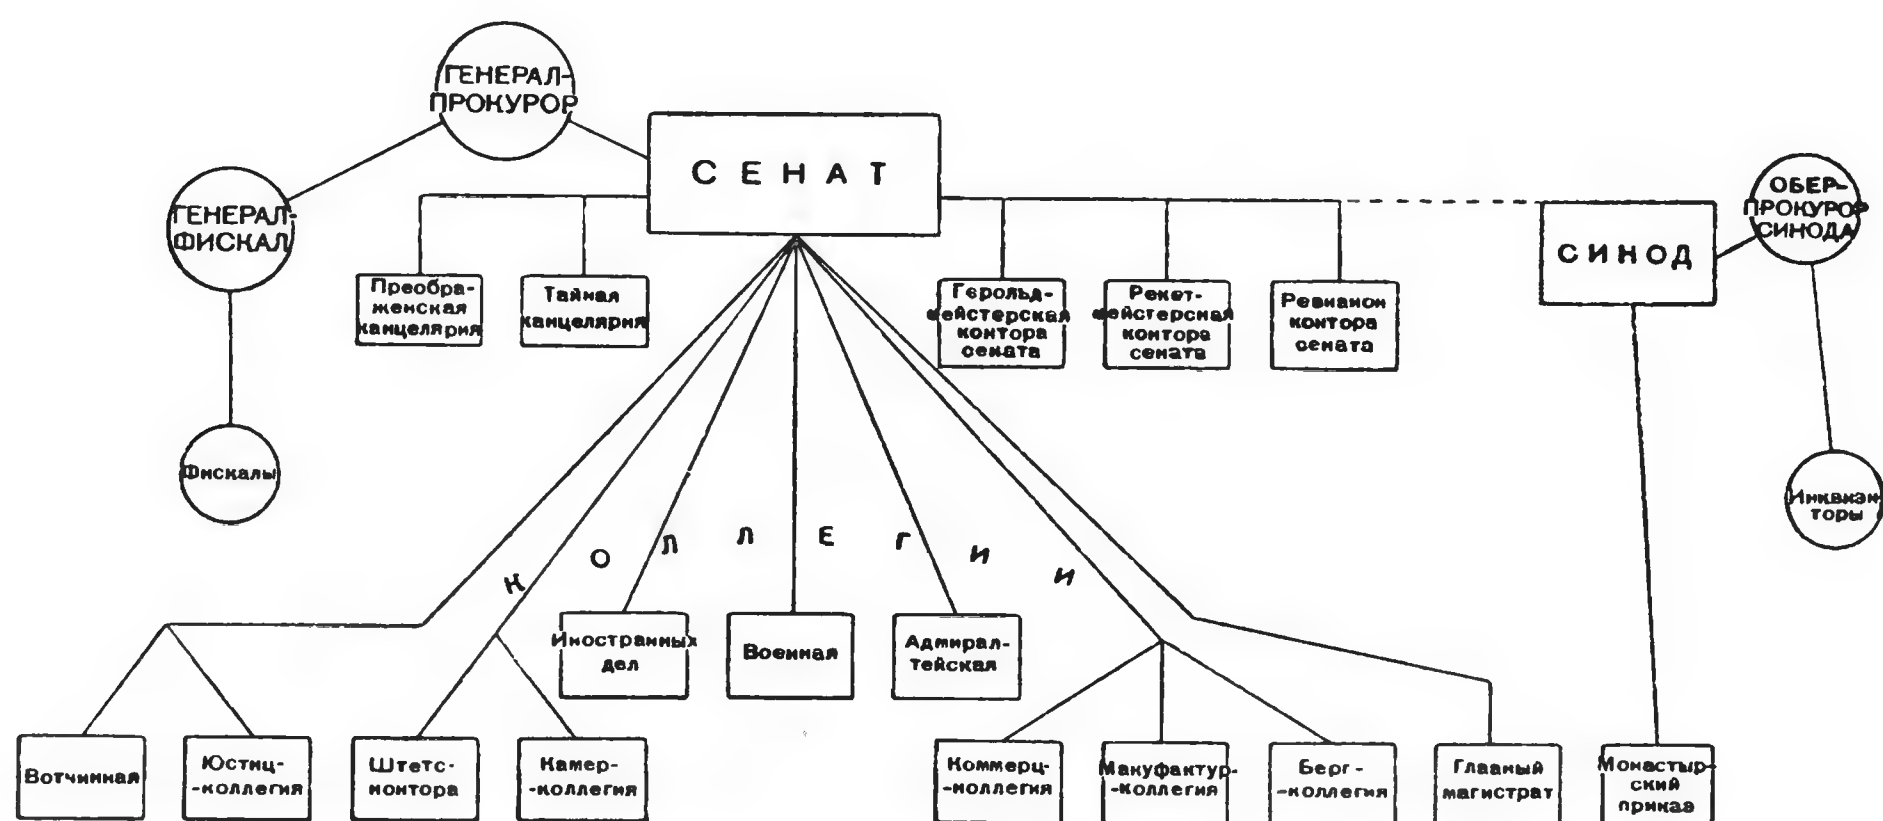 ГЕНЕРАЛ-
ПРОКУРОР
СЕНАТ
ГЕНЕРАЛ-
ФИСКАЛ
ОБЕР-
ПРОКУРОР
СИНОДА
СИНОД
Преобра-
женская
канцелярия
Тайная
канцелярия
Герольд-
мейстерская
контора
сената
Рекет-
мейстерская
контора
сената
Ревизион
контора
сената
Фискалы
Инквизи-
торы
КОЛЛЕГИИ
Иностранных
дел
Военная
Адмирал-
тейская
Вотчинная
Юстиц-
-коллегия
Штетс-
контора
Камер-
-коллегия
Коммерц-
-коллегия
Мануфактур-
-коллегия
Берг-
-коллегия
Главный
магистрат
Монастыр-
ский
приказ